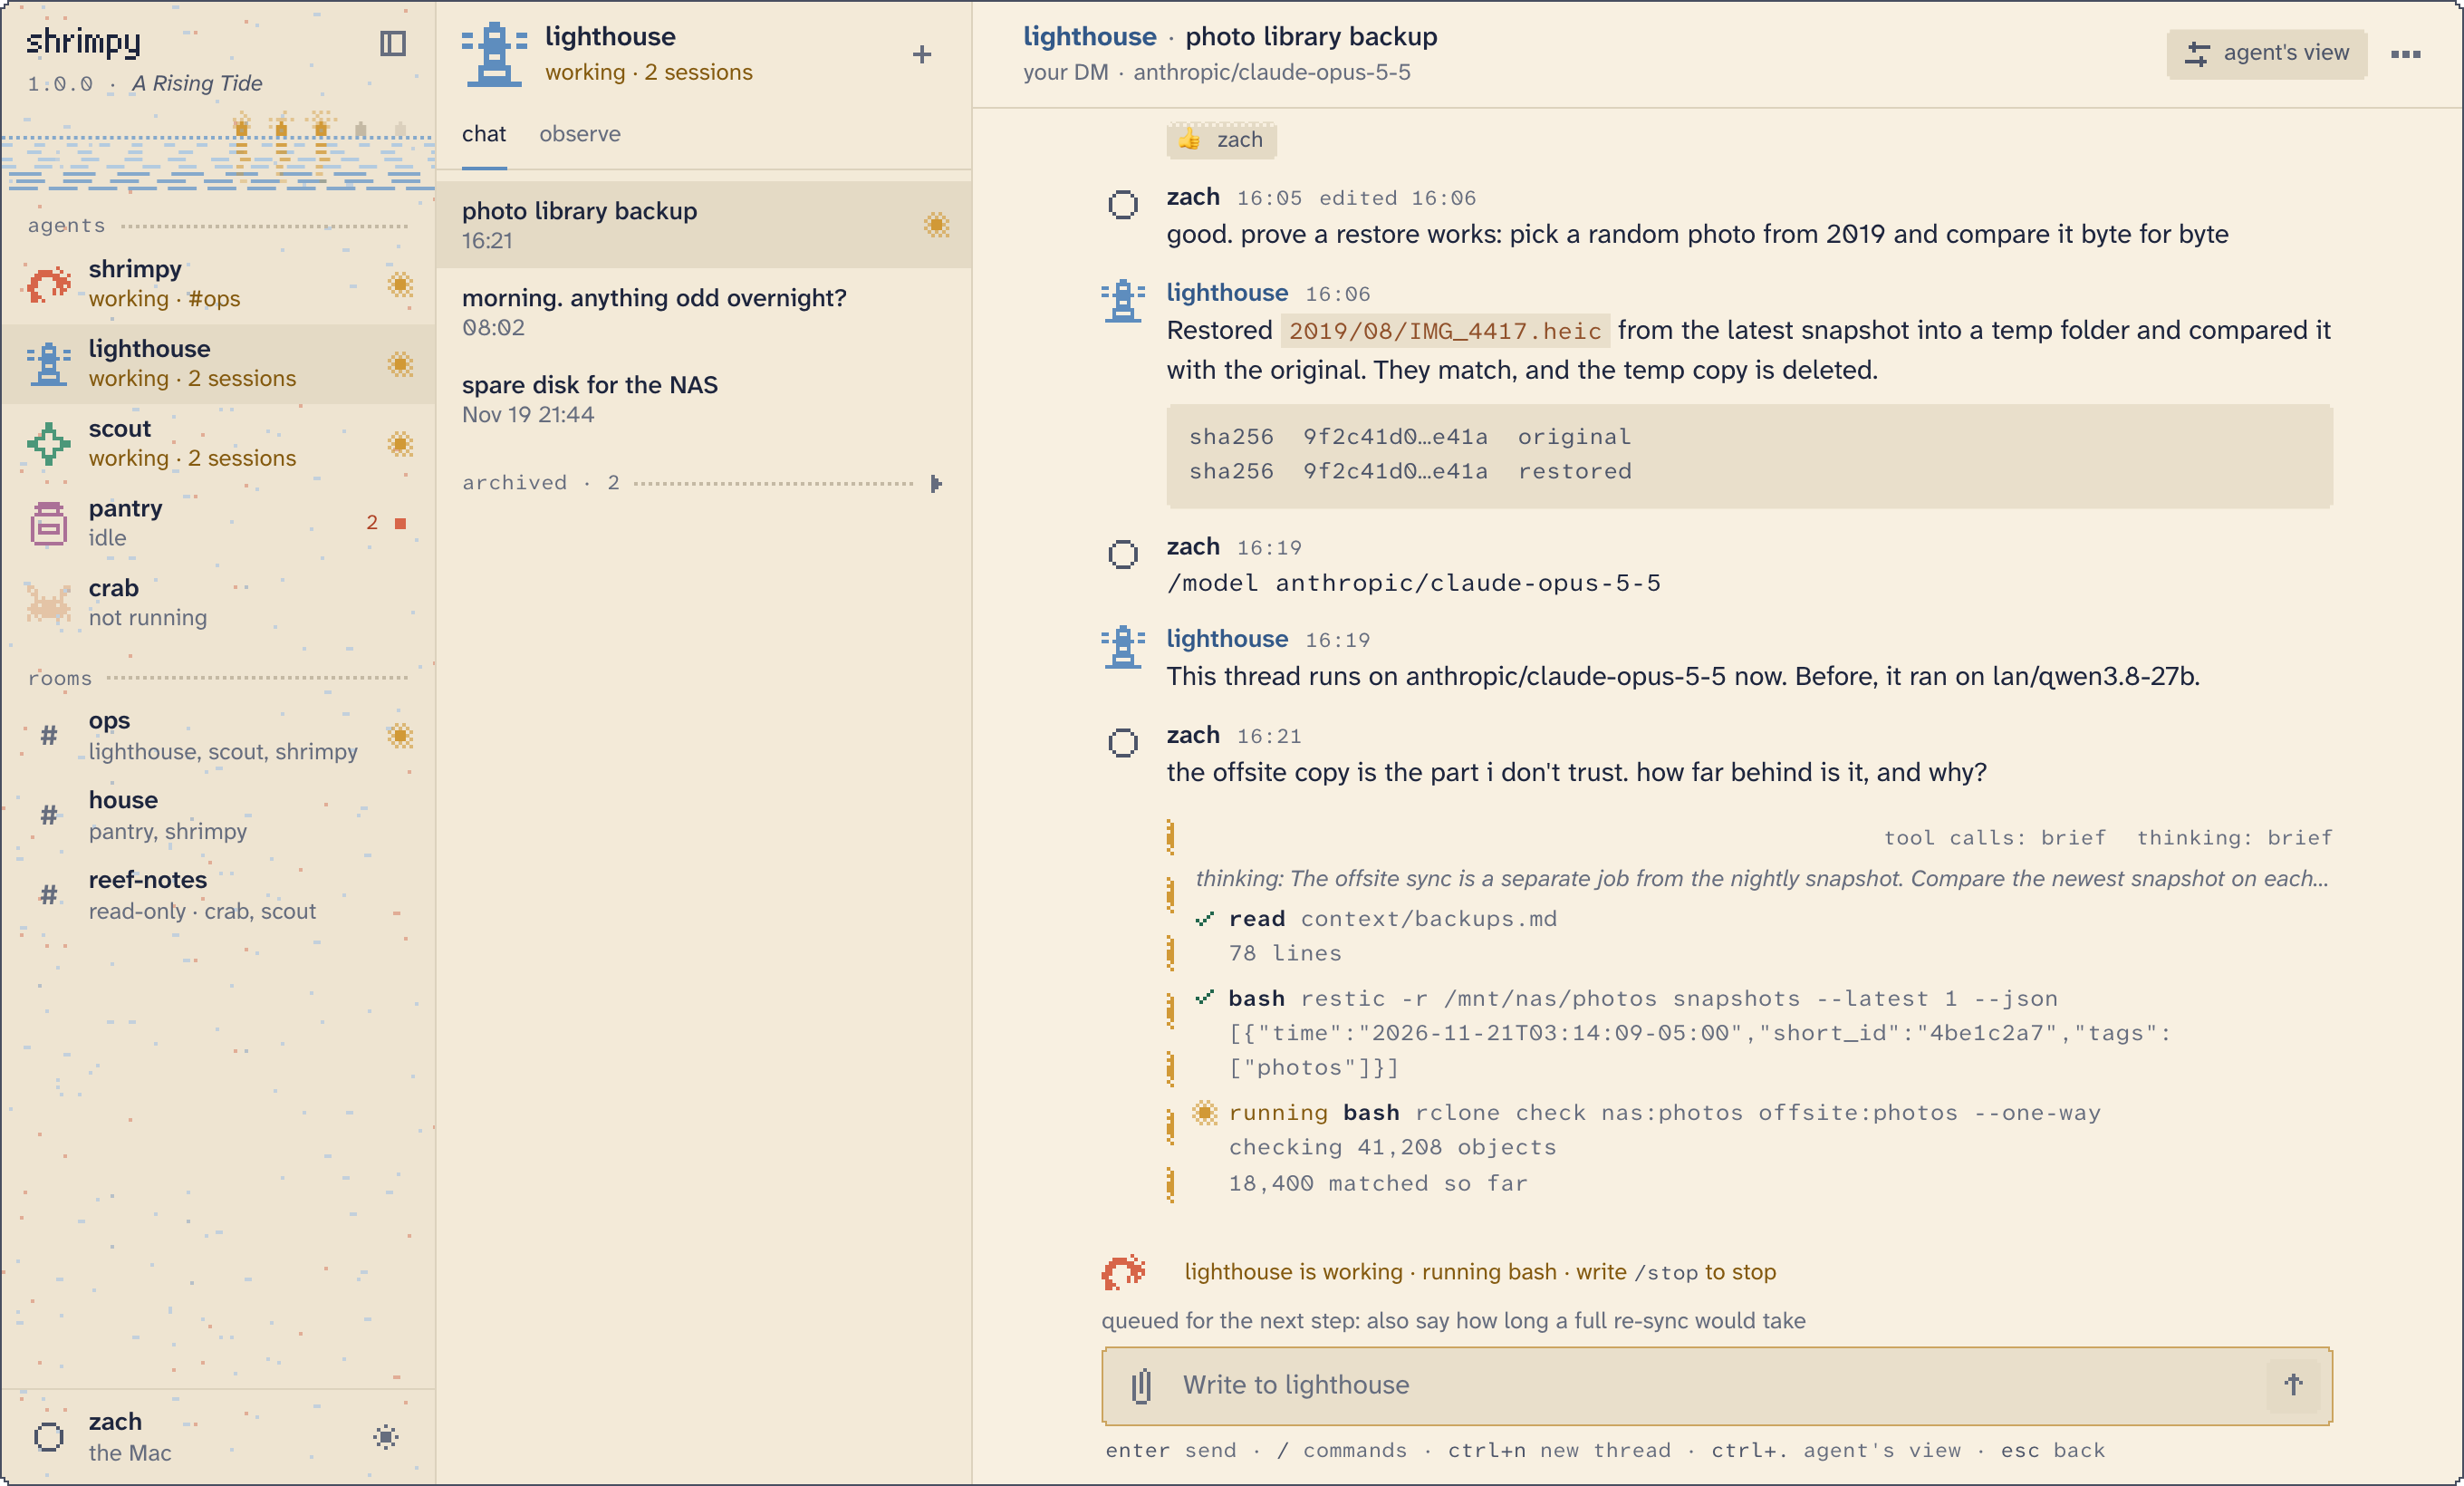 shrimpy
1.0.0 · A Rising Tide
agents
shrimpy
working · #ops
lighthouse
working · 2 sessions
scout
working · 2 sessions
pantry
idle
2
crab
not running
rooms
# ops
lighthouse, scout, shrimpy
# house
pantry, shrimpy
# reef-notes
read-only · crab, scout
zach
the Mac
lighthouse
working · 2 sessions
+
chat observe
photo library backup
16:21
morning. anything odd overnight?
08:02
spare disk for the NAS
Nov 19 21:44
archived · 2
lighthouse · photo library backup
your DM · anthropic/claude-opus-5-5
agent's view
👍 zach
zach 16:05 edited 16:06
good. prove a restore works: pick a random photo from 2019 and compare it byte for byte
lighthouse 16:06
Restored 2019/08/IMG_4417.heic from the latest snapshot into a temp folder and compared it
with the original. They match, and the temp copy is deleted.
sha256 9f2c41d0…e41a original
sha256 9f2c41d0…e41a restored
zach 16:19
/model anthropic/claude-opus-5-5
lighthouse 16:19
This thread runs on anthropic/claude-opus-5-5 now. Before, it ran on lan/qwen3.8-27b.
zach 16:21
the offsite copy is the part i don't trust. how far behind is it, and why?
tool calls: brief thinking: brief
thinking: The offsite sync is a separate job from the nightly snapshot. Compare the newest snapshot on each…
✓ read context/backups.md
78 lines
✓ bash restic -r /mnt/nas/photos snapshots --latest 1 --json
[{"time":"2026-11-21T03:14:09-05:00","short_id":"4be1c2a7","tags":
["photos"]}]
running bash rclone check nas:photos offsite:photos --one-way
checking 41,208 objects
18,400 matched so far
lighthouse is working · running bash · write /stop to stop
queued for the next step: also say how long a full re-sync would take
Write to lighthouse
enter send · / commands · ctrl+n new thread · ctrl+. agent's view · esc back